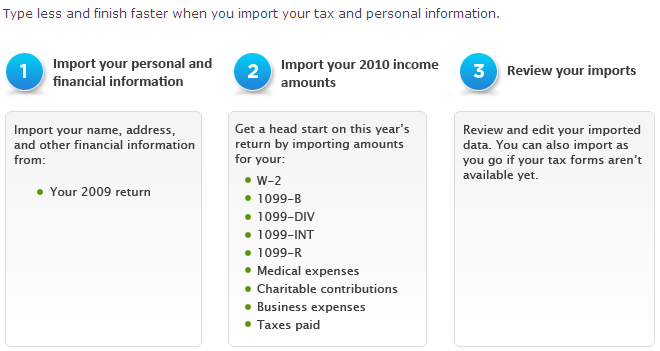 Type less and finish faster when you import your tax and personal information.
1
Import your personal and
financial information
Import your name, address,
and other financial information
from:
Your 2009 return
2
Import your 2010 income
amounts
Get a head start on this year's
return by importing amounts
for your:
W-2
1099-B
1099-DIV
1099-INT
1099-R
Medical expenses
Charitable contributions
Business expenses
Taxes paid
3
Review your imports
Review and edit your imported
data. You can also import as
you go if your tax forms aren't
available yet.